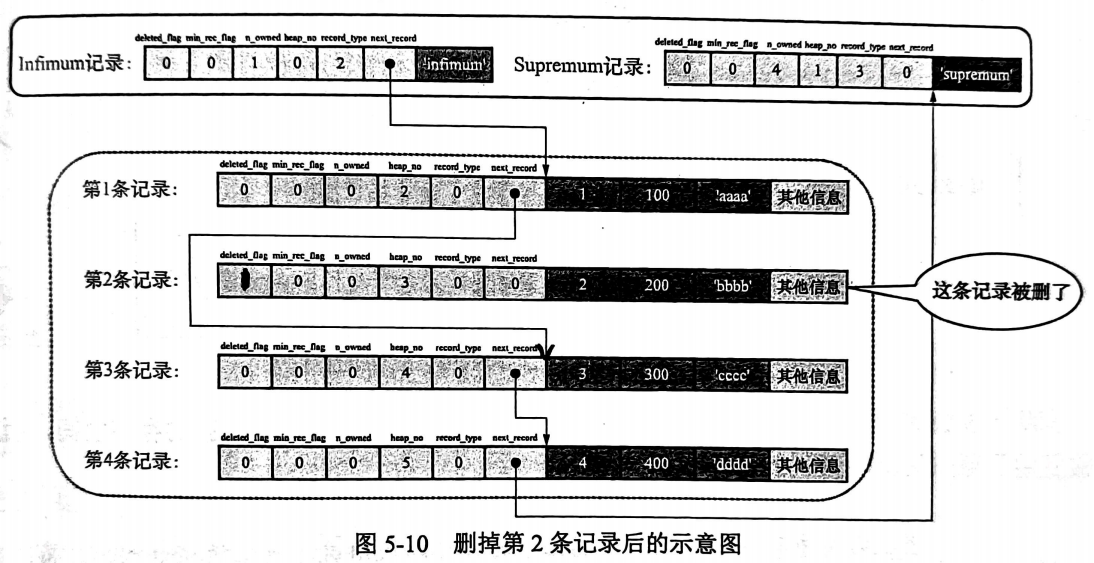 deleted_flag min_rec_flag n_owned heap_no record_type next_record
Infimum记录： 0 0 1 0 2 'infimum'
deleted_flag min_rec_flag n_owned heap_no record_type next_record
Supremum记录： 0 0 4 1 3 0 'supremum'
deleted_flag min_rec_flag n_owned heap_no record_type next_record
第1条记录： 0 0 0 2 0 1 100 'aaaa' 其他信息
deleted_flag min_rec_flag n_owned heap_no record_type next_record
第2条记录： 1 0 0 3 0 0 2 200 'bbbb' 其他信息
这条记录被删了
deleted_flag min_rec_flag n_owned heap_no record_type next_record
第3条记录： 0 0 0 4 0 3 300 'cccc' 其他信息
deleted_flag min_rec_flag n_owned heap_no record_type next_record
第4条记录： 0 0 0 5 0 4 400 'dddd' 其他信息
图 5-10 删掉第 2 条记录后的示意图